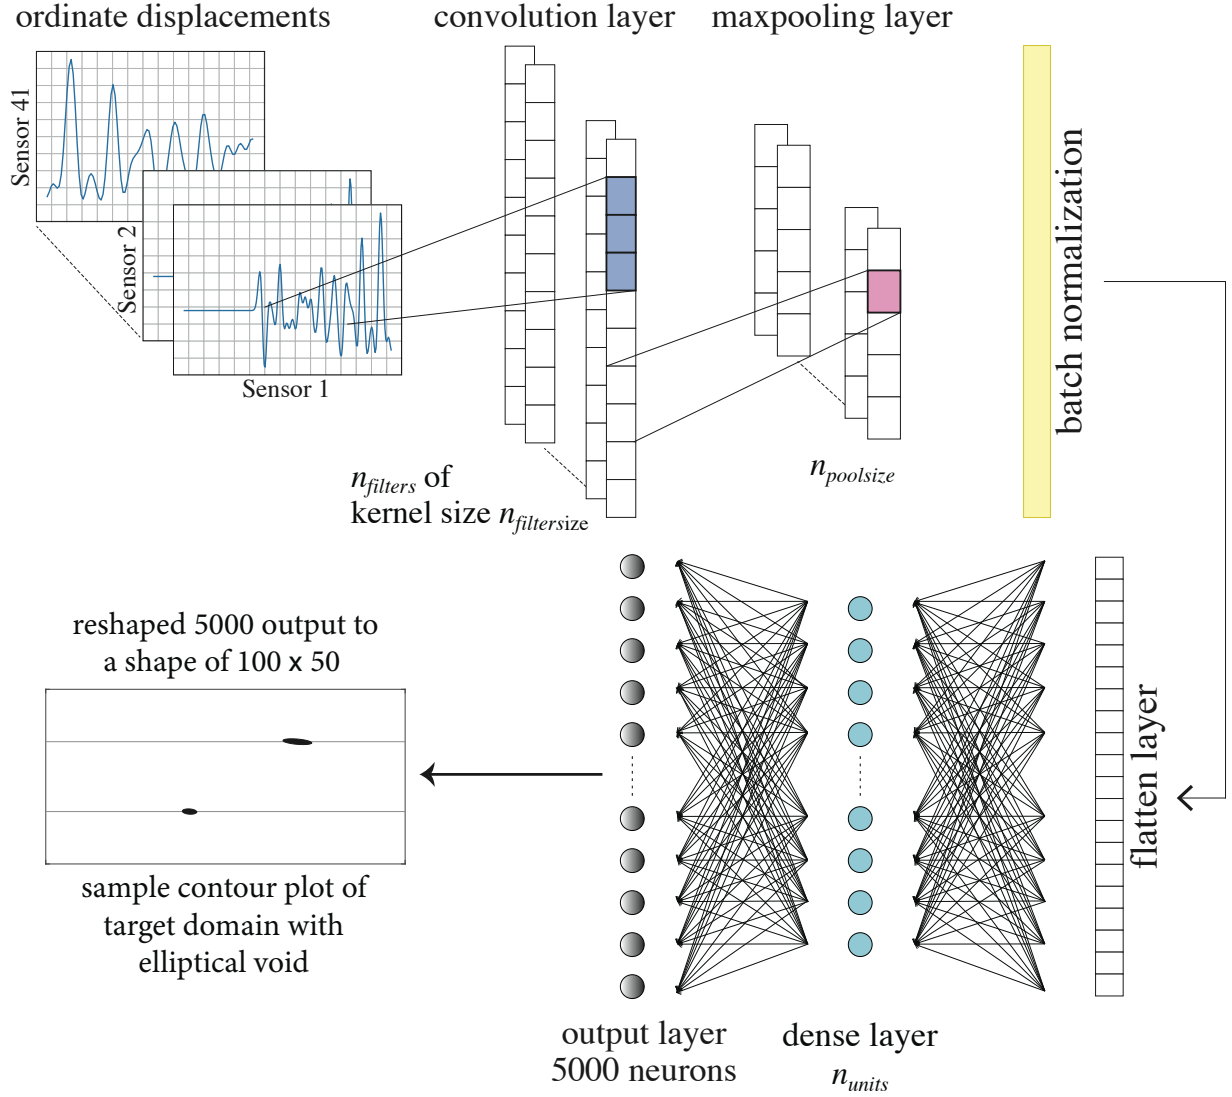 ordinate displacements
convolution layer
maxpooling layer
Sensor 41
Sensor 2
Sensor 1
batch normalization
n_filters of
kernel size n_filtersize
n_poolsize
reshaped 5000 output to
a shape of 100 x 50
flatten layer
sample contour plot of
target domain with
elliptical void
output layer
5000 neurons
dense layer
n_units